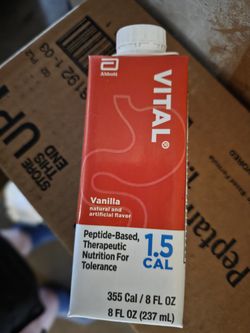 Abbott
VITAL®
Vanilla
natural and
artificial flavor
Peptide-Based,
Therapeutic
Nutrition For
Tolerance
1.5
CAL
355 Cal / 8 FL OZ
8 FL OZ (237 mL)
STORE
THIS
END
UP